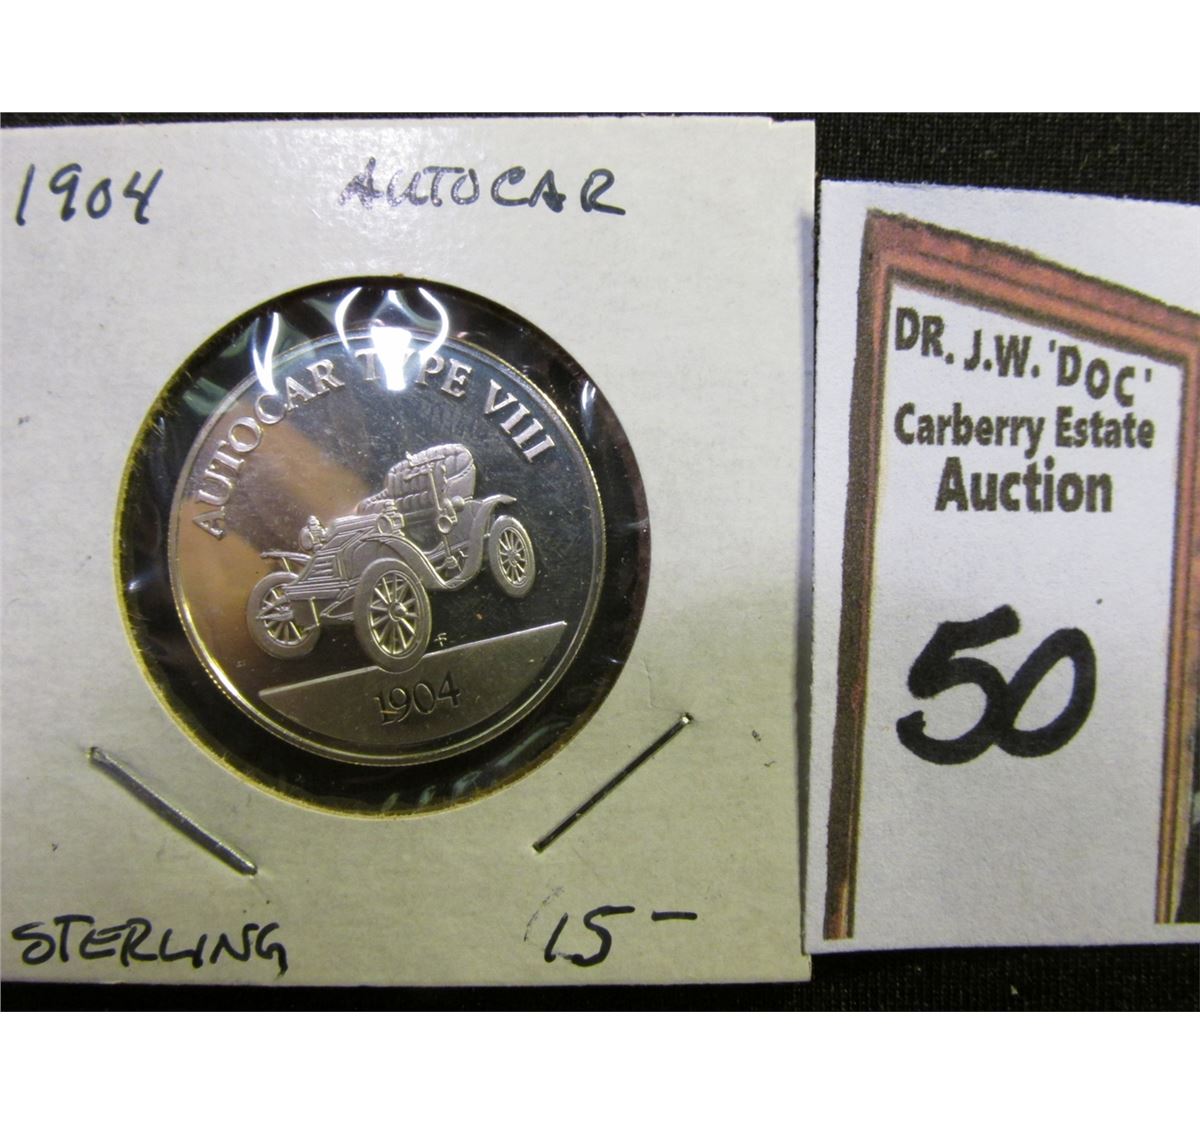 1904 AUTOCAR
AUTOCAR TYPE VIII
F
1904
STERLING 15-
DR. J.W. 'DOC'
Carberry Estate
Auction
50